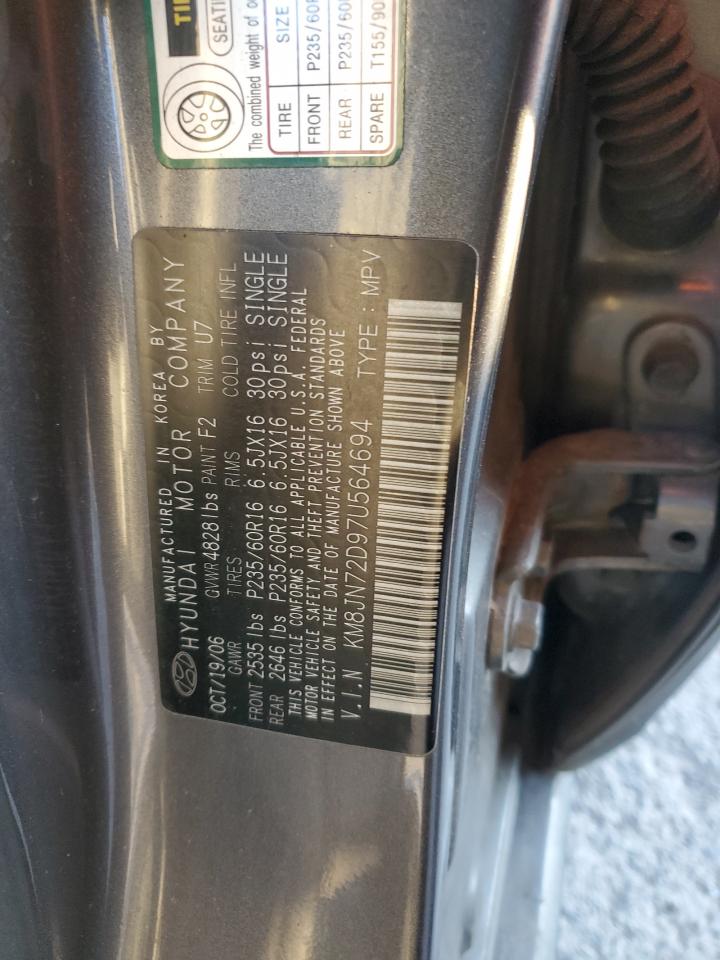 TIR
SEATI
The combined weight of oc
TIRE SIZE
FRONT P235/60R
REAR P235/60
SPARE T155/90
MANUFACTURED IN KOREA BY
HYUNDAI MOTOR COMPANY
OCT/19/06 GVWR 4828 lbs PAINT F2 TRIM U7
GAWR TIRES RIMS COLD TIRE INFL
FRONT 2535 lbs P235/60R16 6.5JX16 30psi SINGLE
REAR 2646 lbs P235/60R16 6.5JX16 30psi SINGLE
THIS VEHICLE CONFORMS TO ALL APPLICABLE U.S.A. FEDERAL
MOTOR VEHICLE SAFETY AND THEFT PREVENTION STANDARDS
IN EFFECT ON THE DATE OF MANUFACTURE SHOWN ABOVE
V.I.N KM8JN72D97U564694 TYPE : MPV